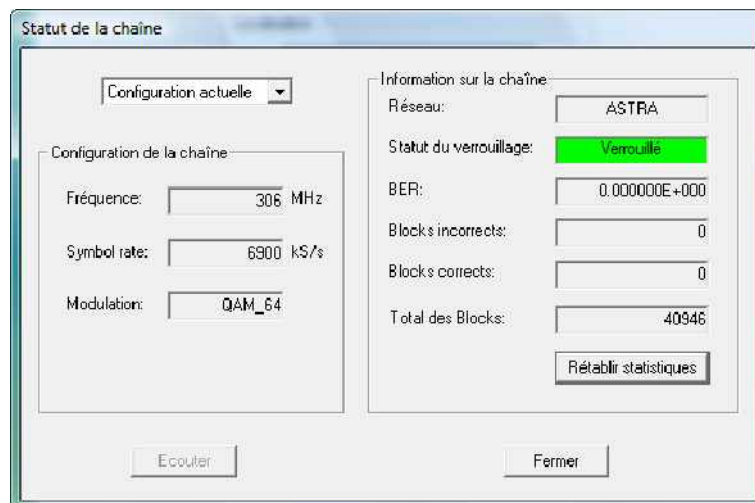 Statut de la chaîne
Configuration actuelle
Configuration de la chaîne
Fréquence: 306 MHz
Symbol rate: 6900 kS/s
Modulation: QAM_64
Ecouter
Information sur la chaîne
Réseau: ASTRA
Statut du verrouillage: Verrouillé
BER: 0.000000E+000
Blocks incorrects: 0
Blocks corrects: 0
Total des Blocks: 40946
Rétablir statistiques
Fermer